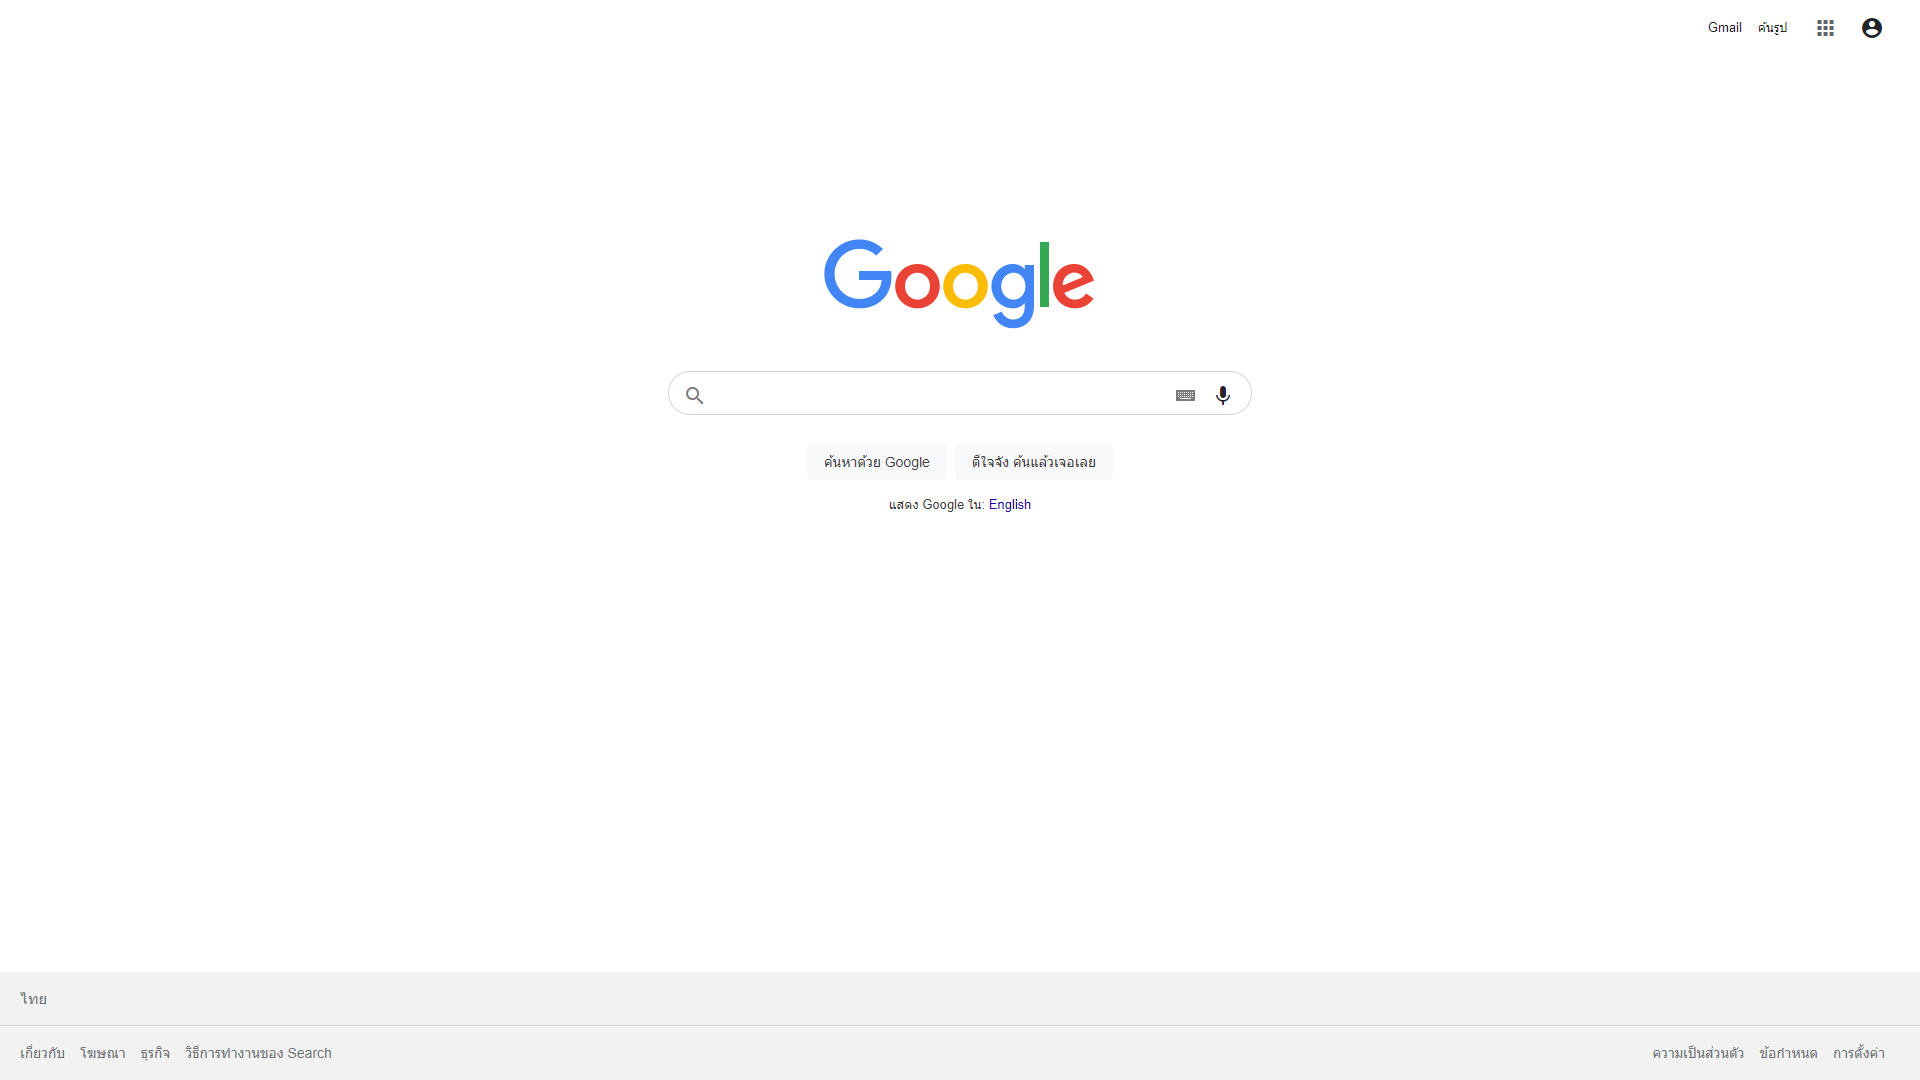 Gmail ค้นรูป
Google
ค้นหาด้วย Google ดีใจจัง ค้นแล้วเจอเลย
แสดง Google ใน: English
ไทย
เกี่ยวกับ โฆษณา ธุรกิจ วิธีการทำงานของ Search ความเป็นส่วนตัว ข้อกำหนด การตั้งค่า